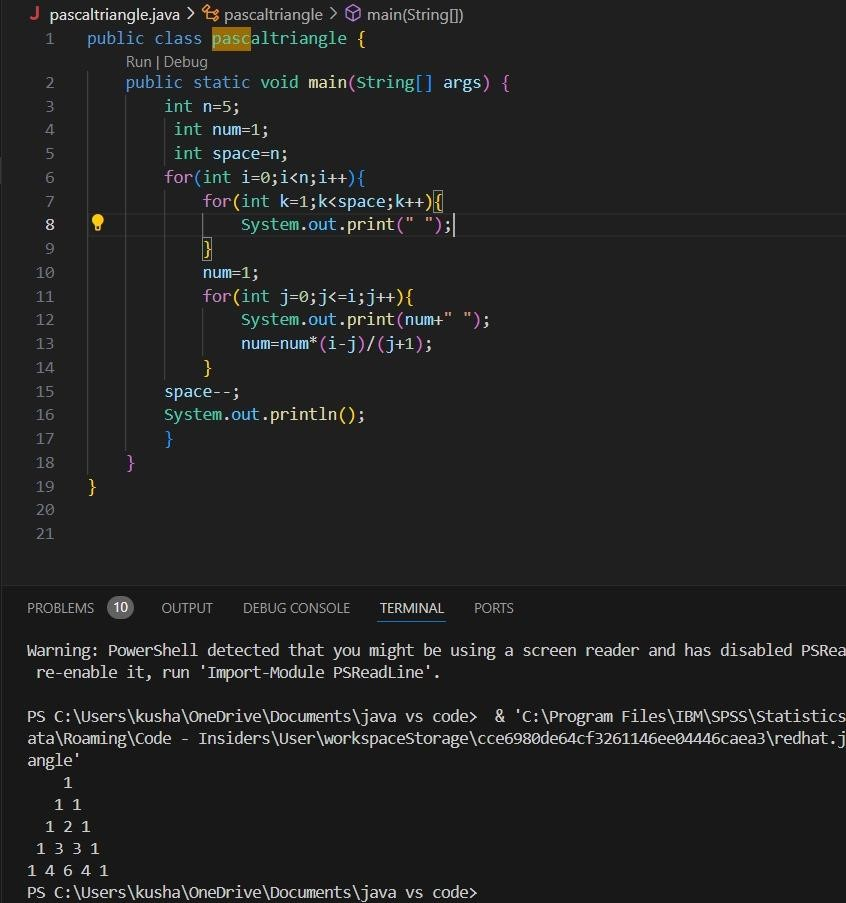 pascaltriangle.java > pascaltriangle > main(String[])
1 public class pascaltriangle {
Run | Debug
2 public static void main(String[] args) {
3 int n=5;
4 int num=1;
5 int space=n;
6 for(int i=0;i<n;i++){
7 for(int k=1;k<space;k++){
8 System.out.print(" ");
9 }
10 num=1;
11 for(int j=0;j<=i;j++){
12 System.out.print(num+" ");
13 num=num*(i-j)/(j+1);
14 }
15 space--;
16 System.out.println();
17 }
18 }
19 }
20
21
PROBLEMS 10 OUTPUT DEBUG CONSOLE TERMINAL PORTS
Warning: PowerShell detected that you might be using a screen reader and has disabled PSRea
re-enable it, run 'Import-Module PSReadLine'.
PS C:\Users\kusha\OneDrive\Documents\java vs code> & 'C:\Program Files\IBM\SPSS\Statistics
ata\Roaming\Code - Insiders\User\workspaceStorage\cce6980de64cf3261146ee04446caea3\redhat.j
angle'
1
1 1
1 2 1
1 3 3 1
1 4 6 4 1
PS C:\Users\kusha\OneDrive\Documents\java vs code>